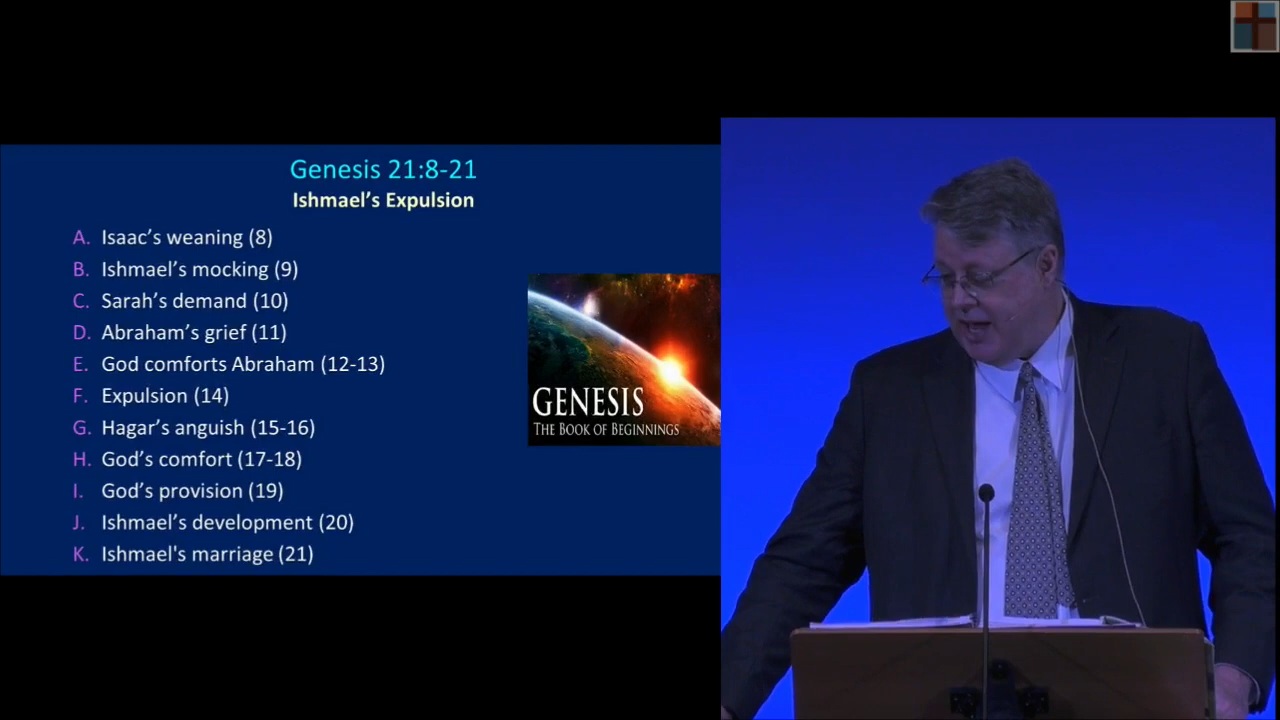 Genesis 21:8-21
Ishmael’s Expulsion
A. Isaac’s weaning (8)
B. Ishmael’s mocking (9)
C. Sarah’s demand (10)
D. Abraham’s grief (11)
E. God comforts Abraham (12-13)
F. Expulsion (14)
G. Hagar’s anguish (15-16)
H. God’s comfort (17-18)
I. God’s provision (19)
J. Ishmael’s development (20)
K. Ishmael's marriage (21)
GENESIS
THE BOOK OF BEGINNINGS